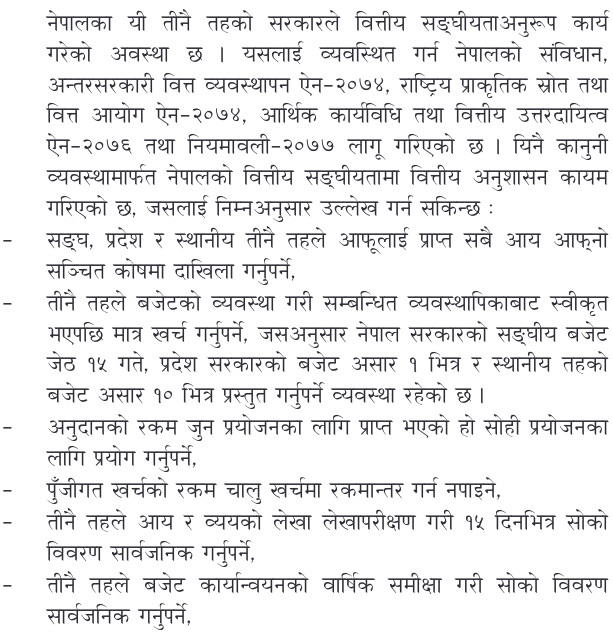 नेपालका यी तीनै तहको सरकारले वित्तीय सङ्घीयताअनुरूप कार्य
गरेको अवस्था छ । यसलाई व्यवस्थित गर्न नेपालको संविधान,
अन्तरसरकारी वित्त व्यवस्थापन ऐन–२०७४, राष्ट्रिय प्राकृतिक स्रोत तथा
वित्त आयोग ऐन–२०७४, आर्थिक कार्यविधि तथा वित्तीय उत्तरदायित्व
ऐन–२०७६ तथा नियमावली–२०७७ लागू गरिएको छ । यिनै कानुनी
व्यवस्थामार्फत नेपालको वित्तीय सङ्घीयतामा वित्तीय अनुशासन कायम
गरिएको छ, जसलाई निम्नअनुसार उल्लेख गर्न सकिन्छ :
– सङ्घ, प्रदेश र स्थानीय तीनै तहले आफूलाई प्राप्त सबै आय आफ्नो
सञ्चित कोषमा दाखिला गर्नुपर्ने,
– तीनै तहले बजेटको व्यवस्था गरी सम्बन्धित व्यवस्थापिकाबाट स्वीकृत
भएपछि मात्र खर्च गर्नुपर्ने, जसअनुसार नेपाल सरकारको सङ्घीय बजेट
जेठ १५ गते, प्रदेश सरकारको बजेट असार १ भित्र र स्थानीय तहको
बजेट असार १० भित्र प्रस्तुत गर्नुपर्ने व्यवस्था रहेको छ ।
– अनुदानको रकम जुन प्रयोजनका लागि प्राप्त भएको हो सोही प्रयोजनका
लागि प्रयोग गर्नुपर्ने,
– पुँजीगत खर्चको रकम चालु खर्चमा रकमान्तर गर्न नपाइने,
– तीनै तहले आय र व्ययको लेखा लेखापरीक्षण गरी १५ दिनभित्र सोको
विवरण सार्वजनिक गर्नुपर्ने,
– तीनै तहले बजेट कार्यान्वयनको वार्षिक समीक्षा गरी सोको विवरण
सार्वजनिक गर्नुपर्ने,